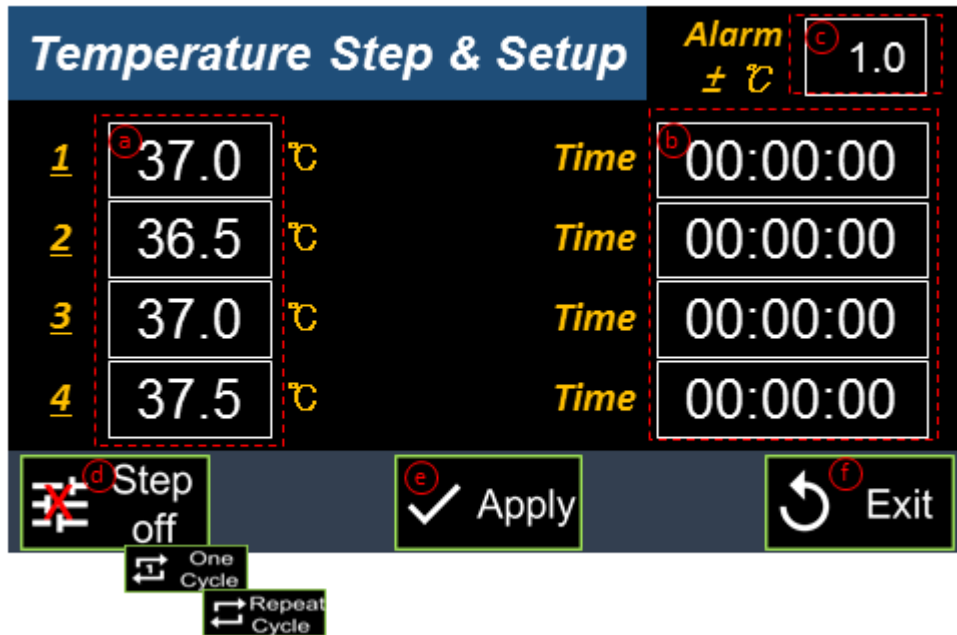 Temperature Step & Setup
Alarm
± ℃
c
1.0
1 a 37.0 ℃ Time b 00:00:00
2 36.5 ℃ Time 00:00:00
3 37.0 ℃ Time 00:00:00
4 37.5 ℃ Time 00:00:00
d Step
off
e Apply
f Exit
1 One
Cycle
Repeat
Cycle